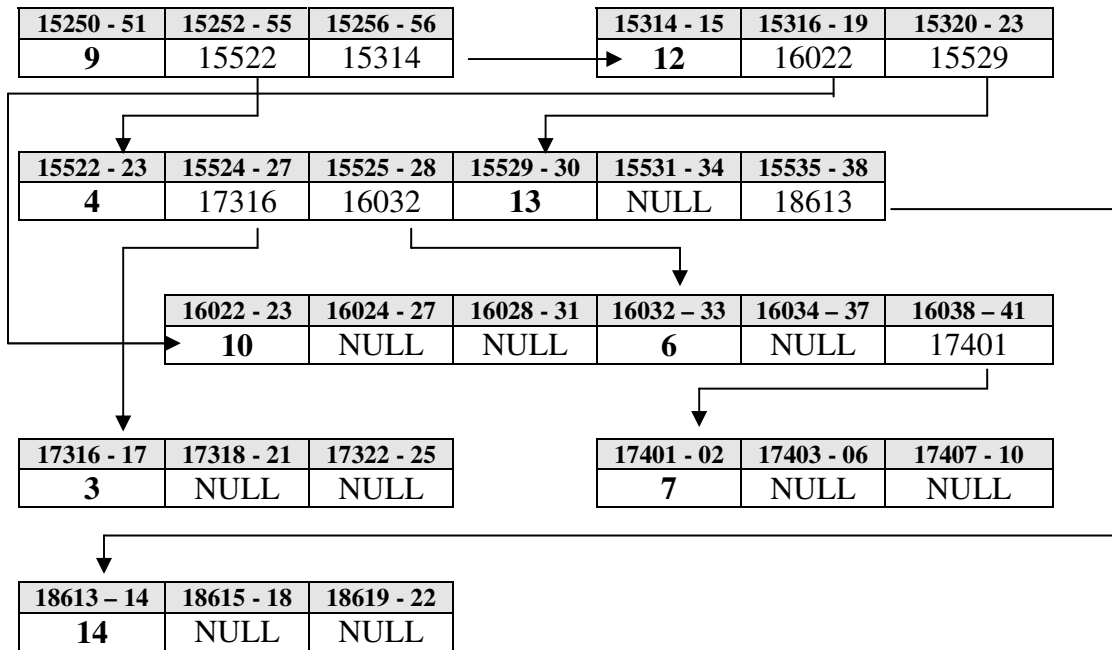 15250 - 51 15252 - 55 15256 - 56 15314 - 15 15316 - 19 15320 - 23
9 15522 15314 12 16022 15529
15522 - 23 15524 - 27 15525 - 28 15529 - 30 15531 - 34 15535 - 38
4 17316 16032 13 NULL 18613
16022 - 23 16024 - 27 16028 - 31 16032 – 33 16034 – 37 16038 – 41
10 NULL NULL 6 NULL 17401
17316 - 17 17318 - 21 17322 - 25 17401 - 02 17403 - 06 17407 - 10
3 NULL NULL 7 NULL NULL
18613 – 14 18615 - 18 18619 - 22
14 NULL NULL